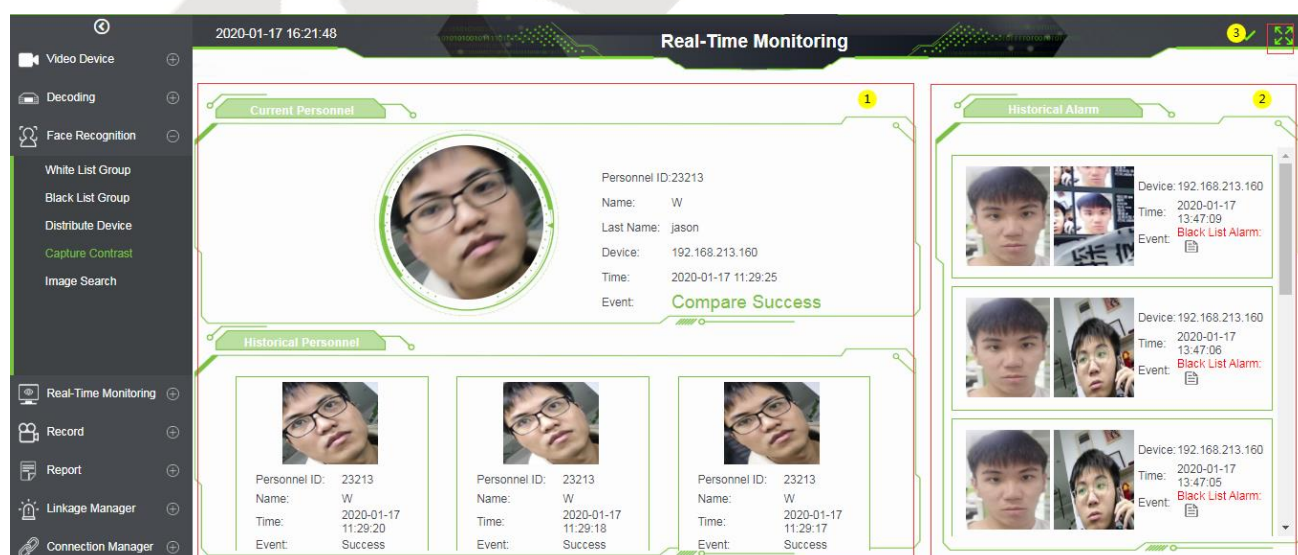 2020-01-17 16:21:48
Real-Time Monitoring
3
Video Device
Decoding
Face Recognition
White List Group
Black List Group
Distribute Device
Capture Contrast
Image Search
Real-Time Monitoring
Record
Report
Linkage Manager
Connection Manager
Current Personnel
1
Personnel ID:23213
Name: W
Last Name: jason
Device: 192.168.213.160
Time: 2020-01-17 11:29:25
Event: Compare Success
Historical Personnel
Personnel ID: 23213
Name: W
Time: 2020-01-17
11:29:20
Event: Success
Personnel ID: 23213
Name: W
Time: 2020-01-17
11:29:18
Event: Success
Personnel ID: 23213
Name: W
Time: 2020-01-17
11:29:17
Event: Success
Historical Alarm
2
Device: 192.168.213.160
Time: 2020-01-17
13:47:09
Event: Black List Alarm:
Device: 192.168.213.160
Time: 2020-01-17
13:47:06
Event: Black List Alarm:
Device: 192.168.213.160
Time: 2020-01-17
13:47:05
Event: Black List Alarm: